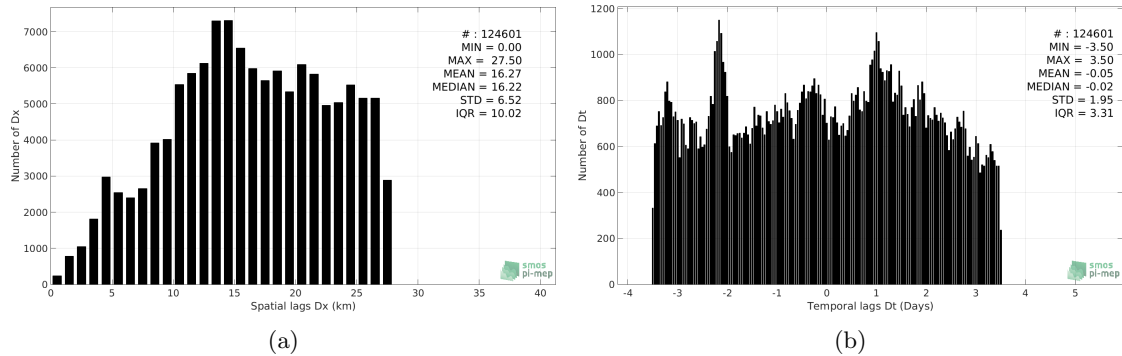 7000
6000
5000
4000
3000
2000
1000
0
Number of Dx
# : 124601
MIN = 0.00
MAX = 27.50
MEAN = 16.27
MEDIAN = 16.22
STD = 6.52
IQR = 10.02
smos
pi-mep
0 5 10 15 20 25 30 35 40
Spatial lags Dx (km)
(a)
1200
1000
800
600
400
200
0
Number of Dt
# : 124601
MIN = -3.50
MAX = 3.50
MEAN = -0.05
MEDIAN = -0.02
STD = 1.95
IQR = 3.31
smos
pi-mep
-4 -3 -2 -1 0 1 2 3 4 5
Temporal lags Dt (Days)
(b)